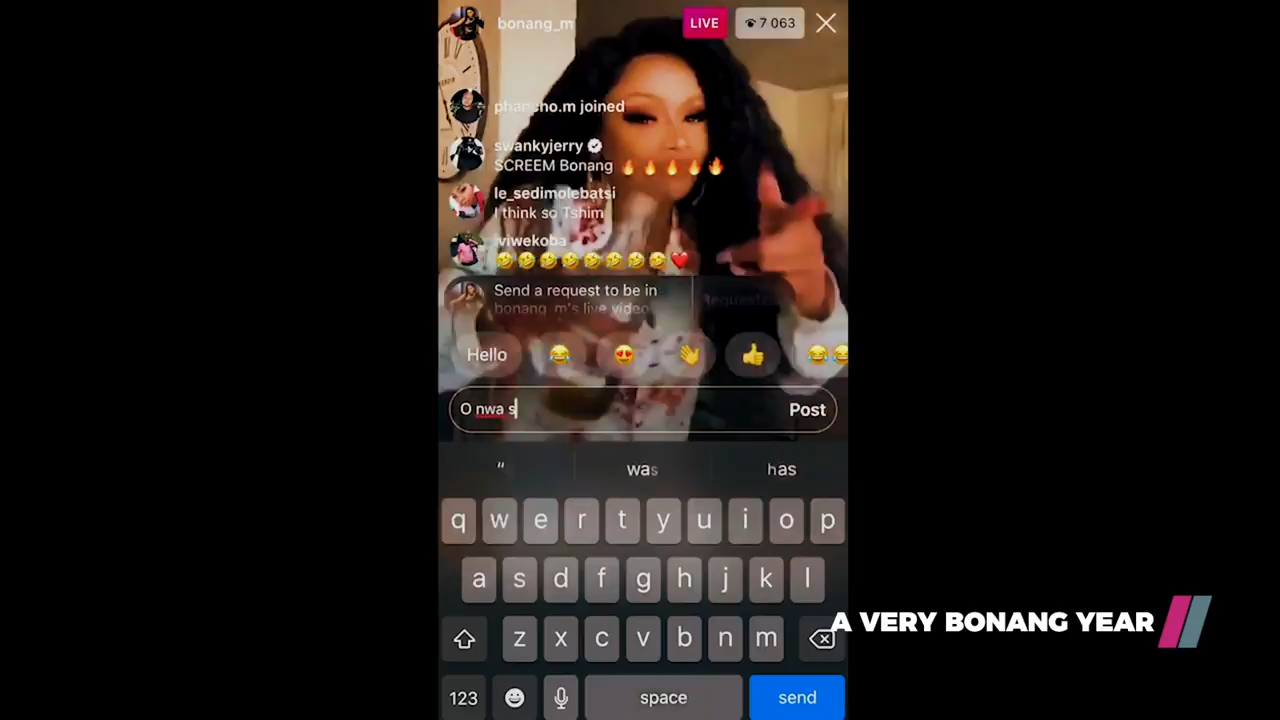 bonang_m
LIVE
7 063
phancho.m joined
swankyjerry
SCREEM Bonang 🔥🔥🔥🔥🔥
le_sedimolebatsi
I think so Tshim
viwekoba
🤣🤣🤣🤣🤣🤣🤣🤣❤️
Send a request to be in
bonang_m's live video
Request
Hello 😂 😍 👋 👍 😂😂
O nwa s
Post
“ was has
q w e r t y u i o p
a s d f g h j k l
A VERY BONANG YEAR
z x c v b n m
123 space send